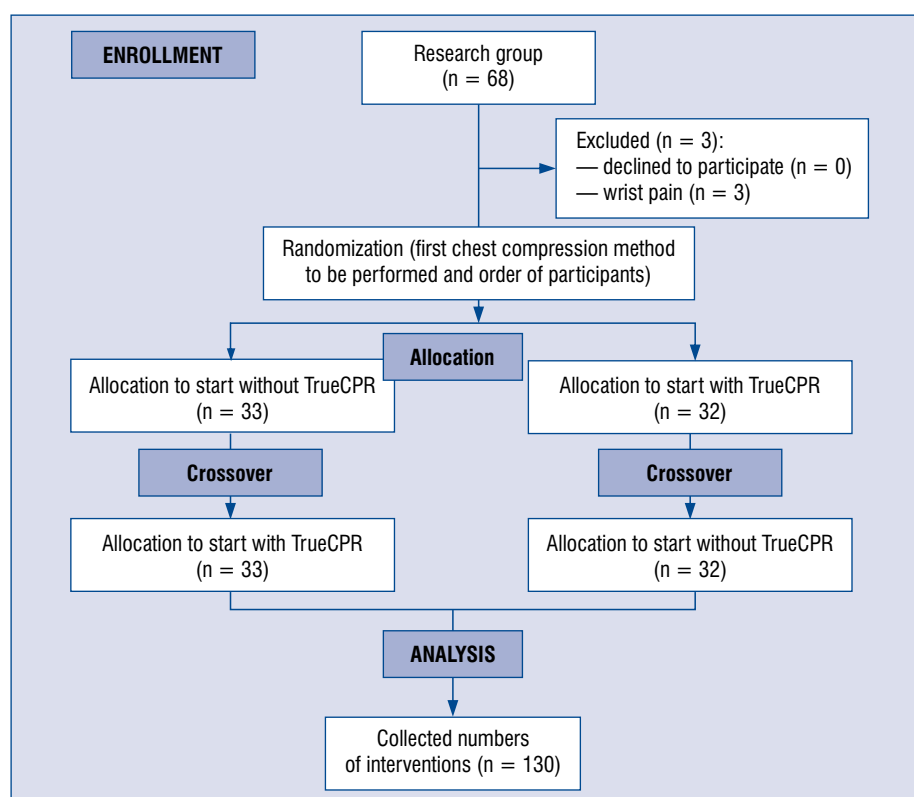 ENROLLMENT
Research group
(n = 68)
Excluded (n = 3):
— declined to participate (n = 0)
— wrist pain (n = 3)
Randomization (first chest compression method
to be performed and order of participants)
Allocation
Allocation to start without TrueCPR
(n = 33)
Allocation to start with TrueCPR
(n = 32)
Crossover
Crossover
Allocation to start with TrueCPR
(n = 33)
Allocation to start without TrueCPR
(n = 32)
ANALYSIS
Collected numbers
of interventions (n = 130)